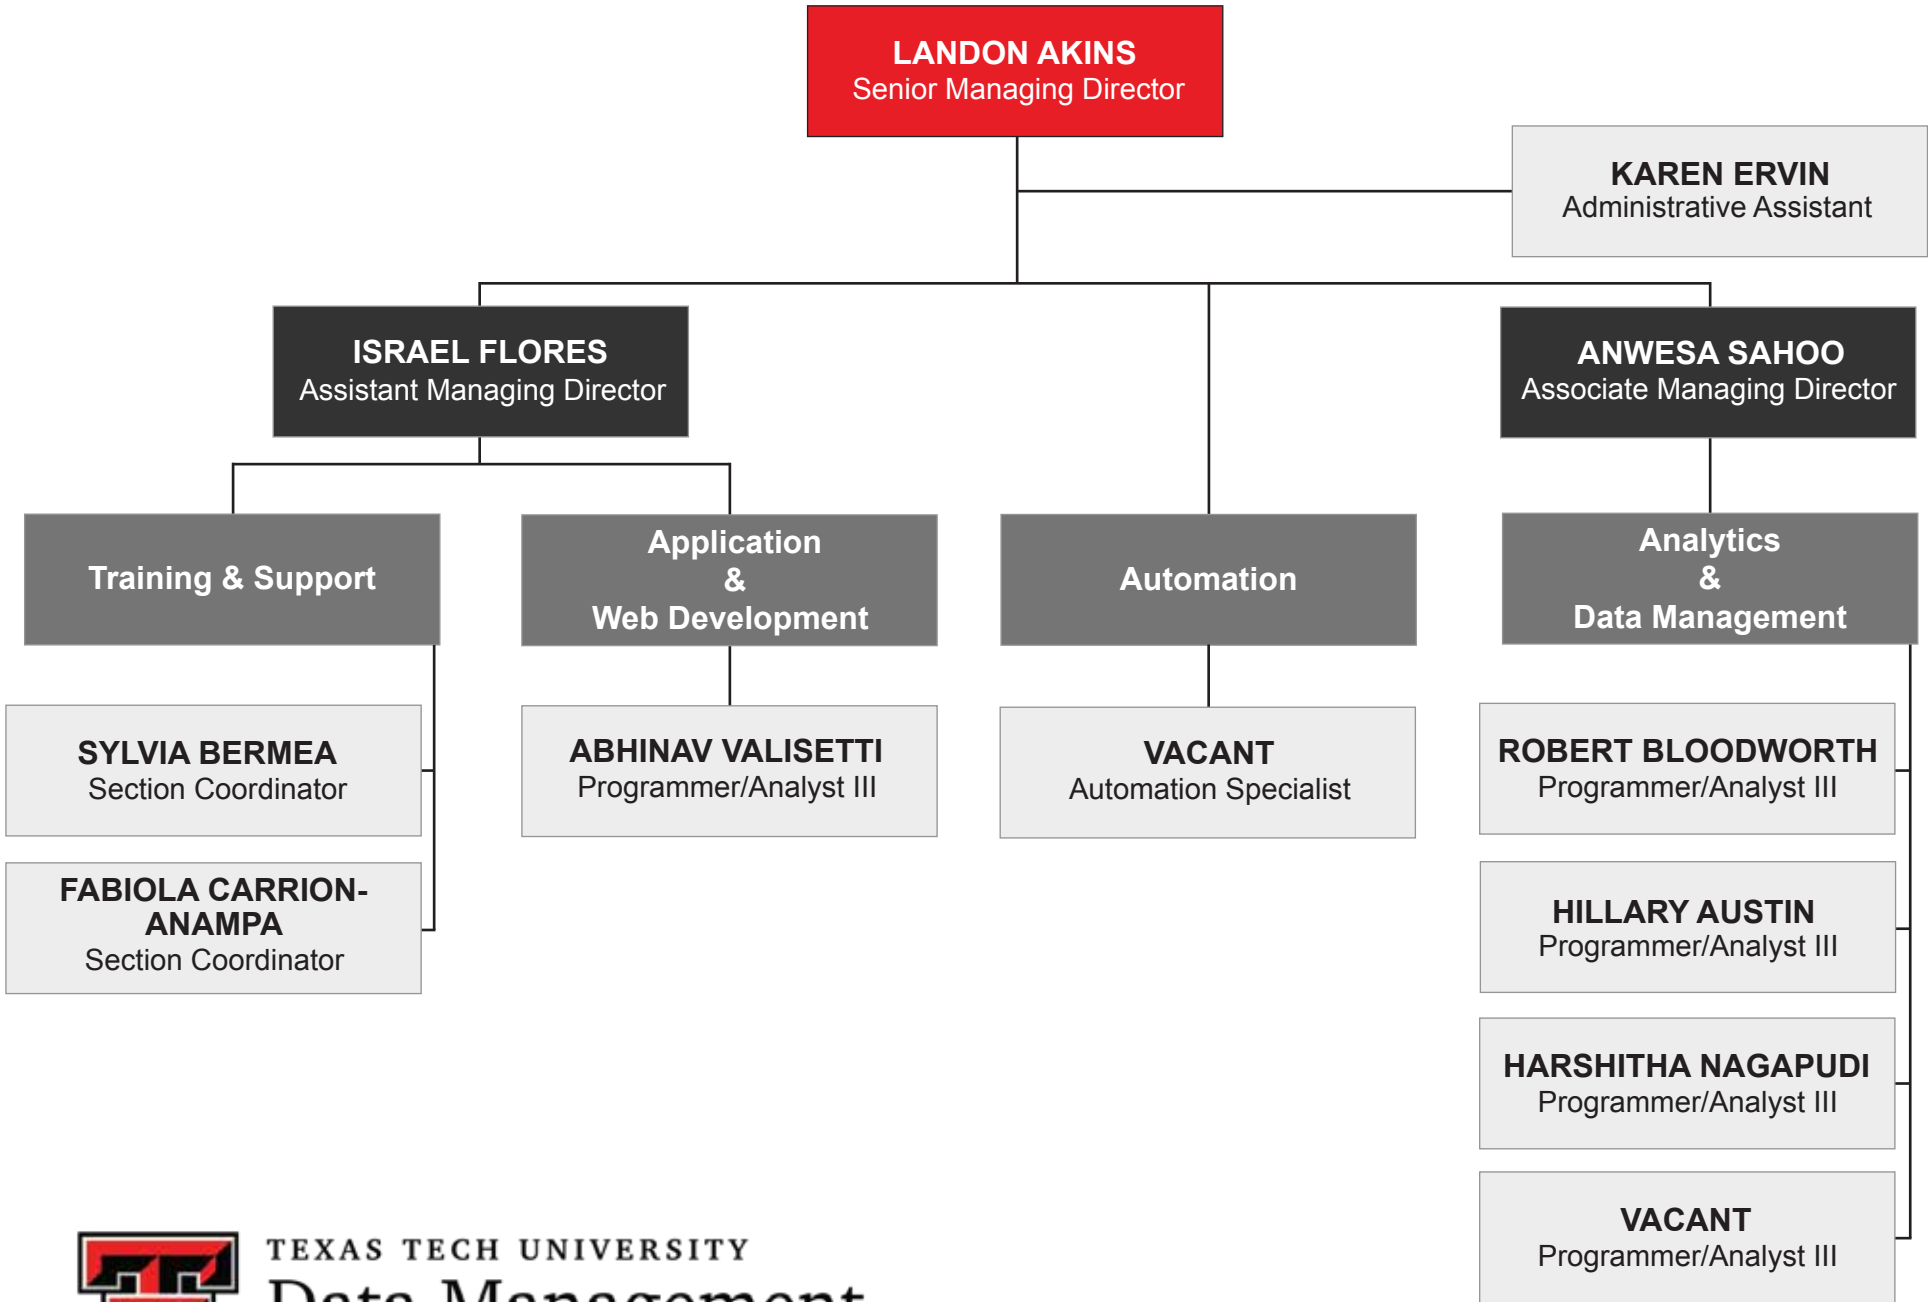 LANDON AKINS
Senior Managing Director
KAREN ERVIN
Administrative Assistant
ISRAEL FLORES
Assistant Managing Director
ANWESA SAHOO
Associate Managing Director
Training & Support
Application
&
Web Development
Automation
Analytics
&
Data Management
SYLVIA BERMEA
Section Coordinator
FABIOLA CARRION-
ANAMPA
Section Coordinator
ABHINAV VALISETTI
Programmer/Analyst III
VACANT
Automation Specialist
ROBERT BLOODWORTH
Programmer/Analyst III
HILLARY AUSTIN
Programmer/Analyst III
HARSHITHA NAGAPUDI
Programmer/Analyst III
VACANT
Programmer/Analyst III
TEXAS TECH UNIVERSITY
Data Management